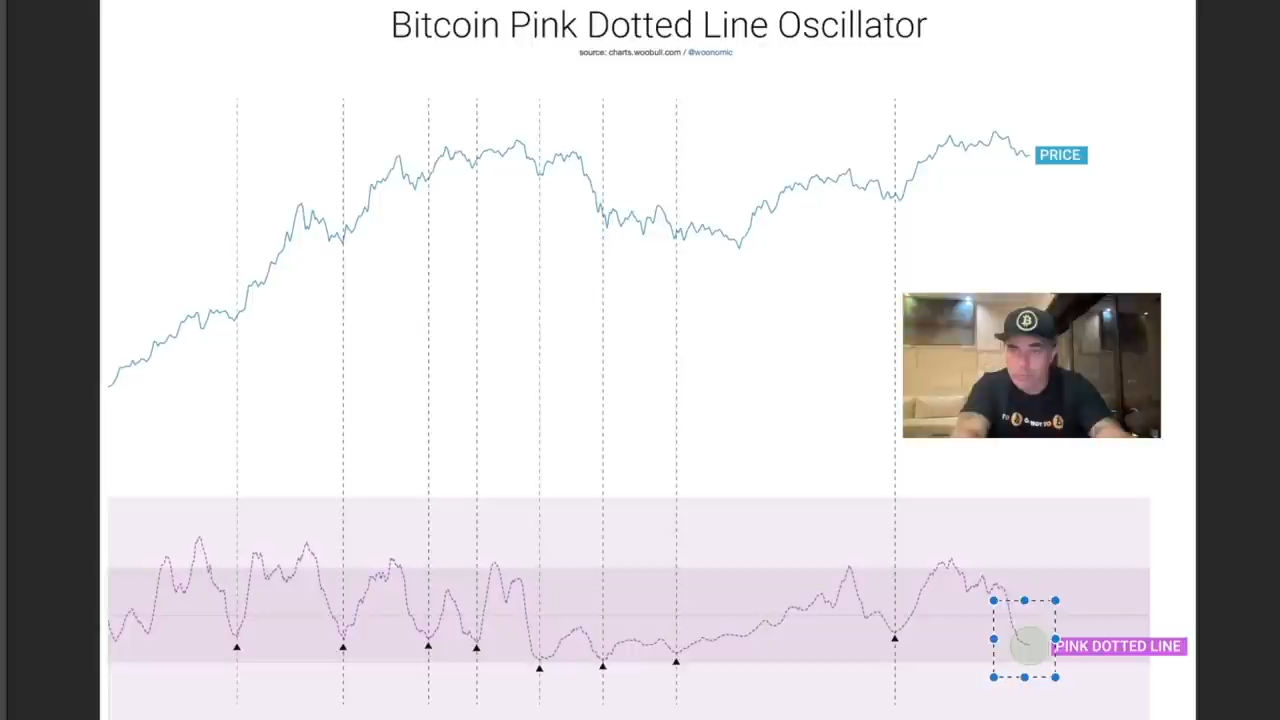 Bitcoin Pink Dotted Line Oscillator
source: charts.woobull.com / @woonomic
PRICE
PINK DOTTED LINE